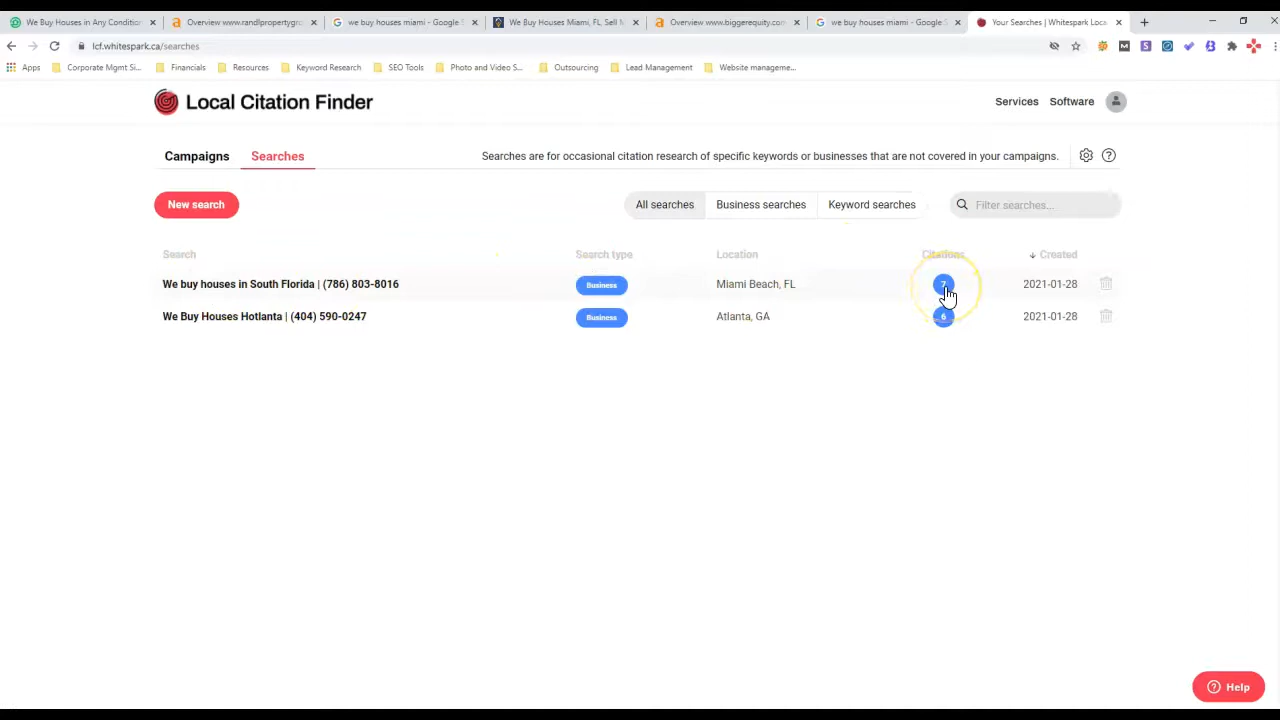 We Buy Houses in Any Condition
Overview www.randlpropertygro
we buy houses miami - Google S
We Buy Houses Miami, FL, Sell M
Overview www.biggerequity.com
we buy houses miami - Google S
Your Searches | Whitespark Loca
lcf.whitespark.ca/searches
Apps
Corporate Mgmt Si...
Financials
Resources
Keyword Research
SEO Tools
Photo and Video S...
Outsourcing
Lead Management
Website manageme...
Local Citation Finder
Services
Software
Campaigns
Searches
Searches are for occasional citation research of specific keywords or businesses that are not covered in your campaigns.
New search
All searches
Business searches
Keyword searches
Filter searches...
Search
Search type
Location
Citations
Created
We buy houses in South Florida | (786) 803-8016
Business
Miami Beach, FL
7
2021-01-28
We Buy Houses Hotlanta | (404) 590-0247
Business
Atlanta, GA
6
2021-01-28
Help